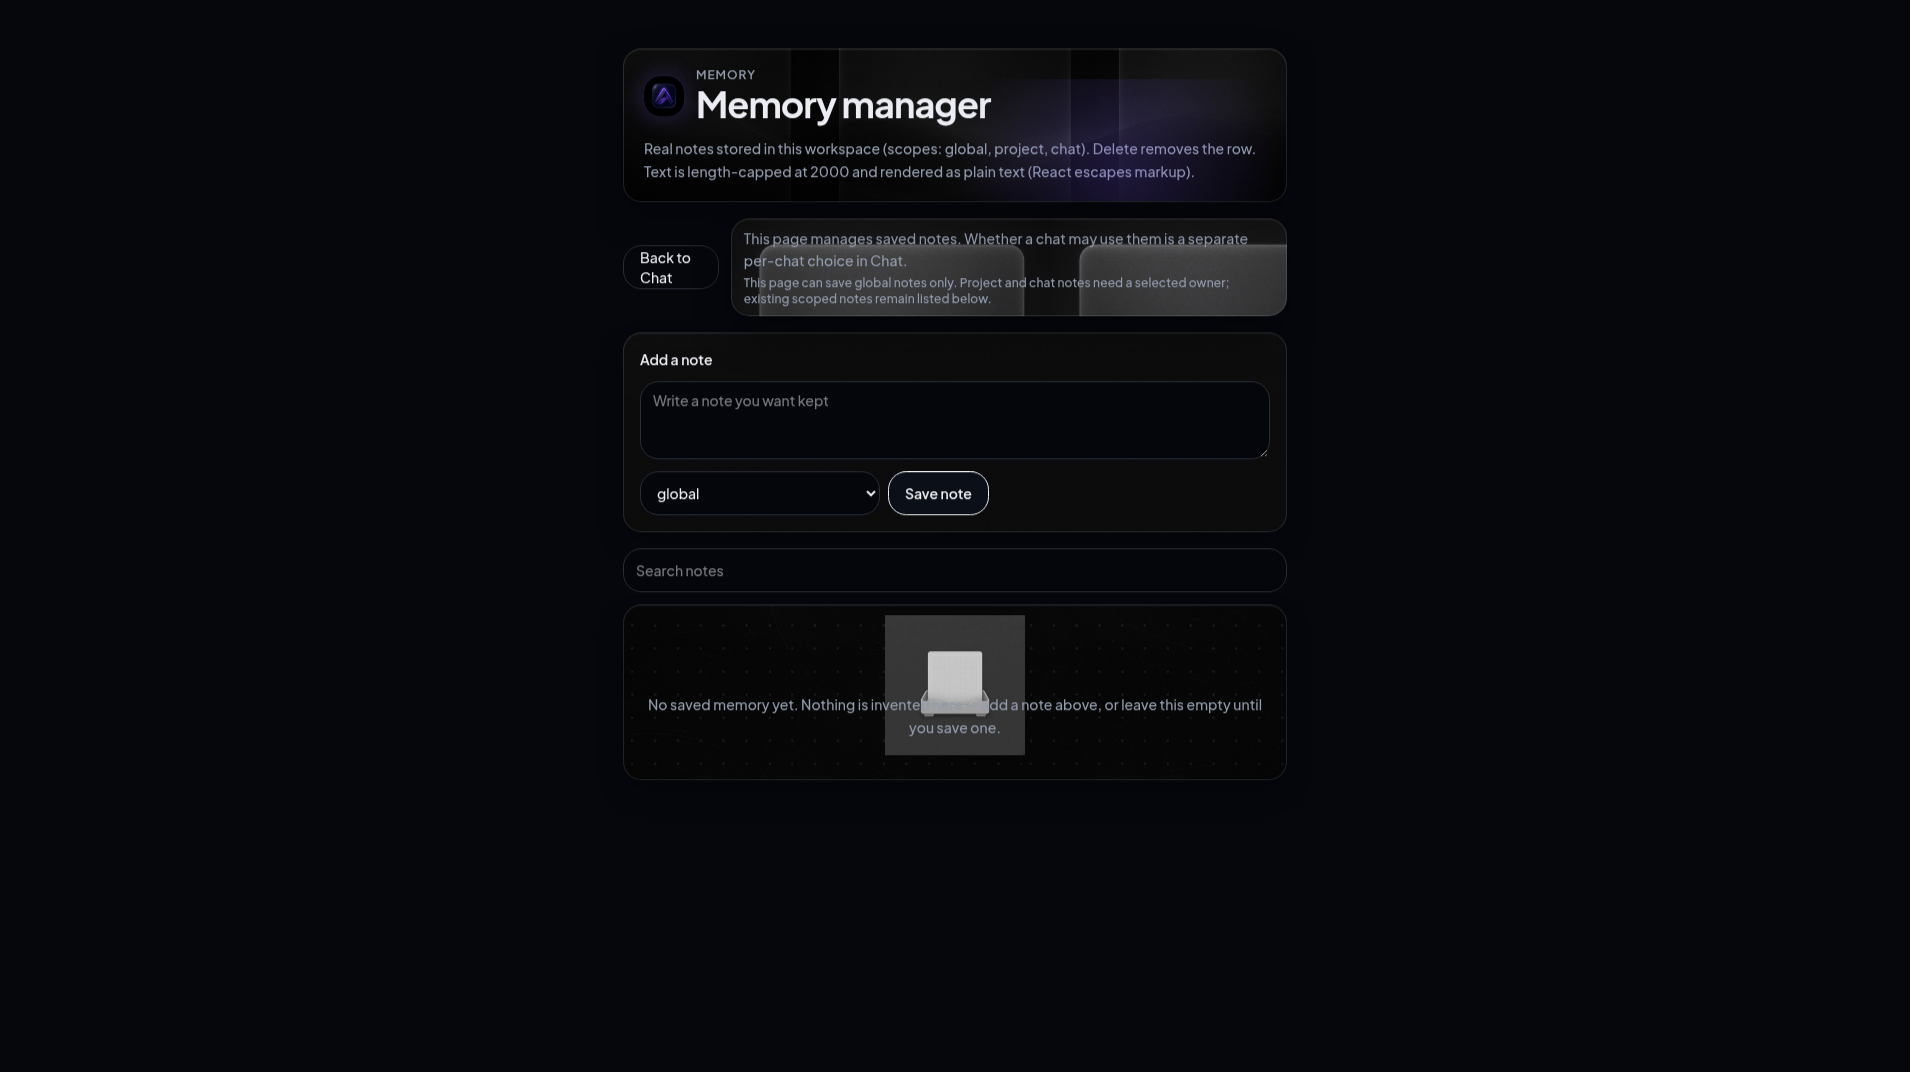 MEMORY
Memory manager
Real notes stored in this workspace (scopes: global, project, chat). Delete removes the row.
Text is length-capped at 2000 and rendered as plain text (React escapes markup).
Back to
Chat
This page manages saved notes. Whether a chat may use them is a separate
per-chat choice in Chat.
This page can save global notes only. Project and chat notes need a selected owner;
existing scoped notes remain listed below.
Add a note
Write a note you want kept
global
Save note
Search notes
No saved memory yet. Nothing is a note above, or leave this empty until
you save one.